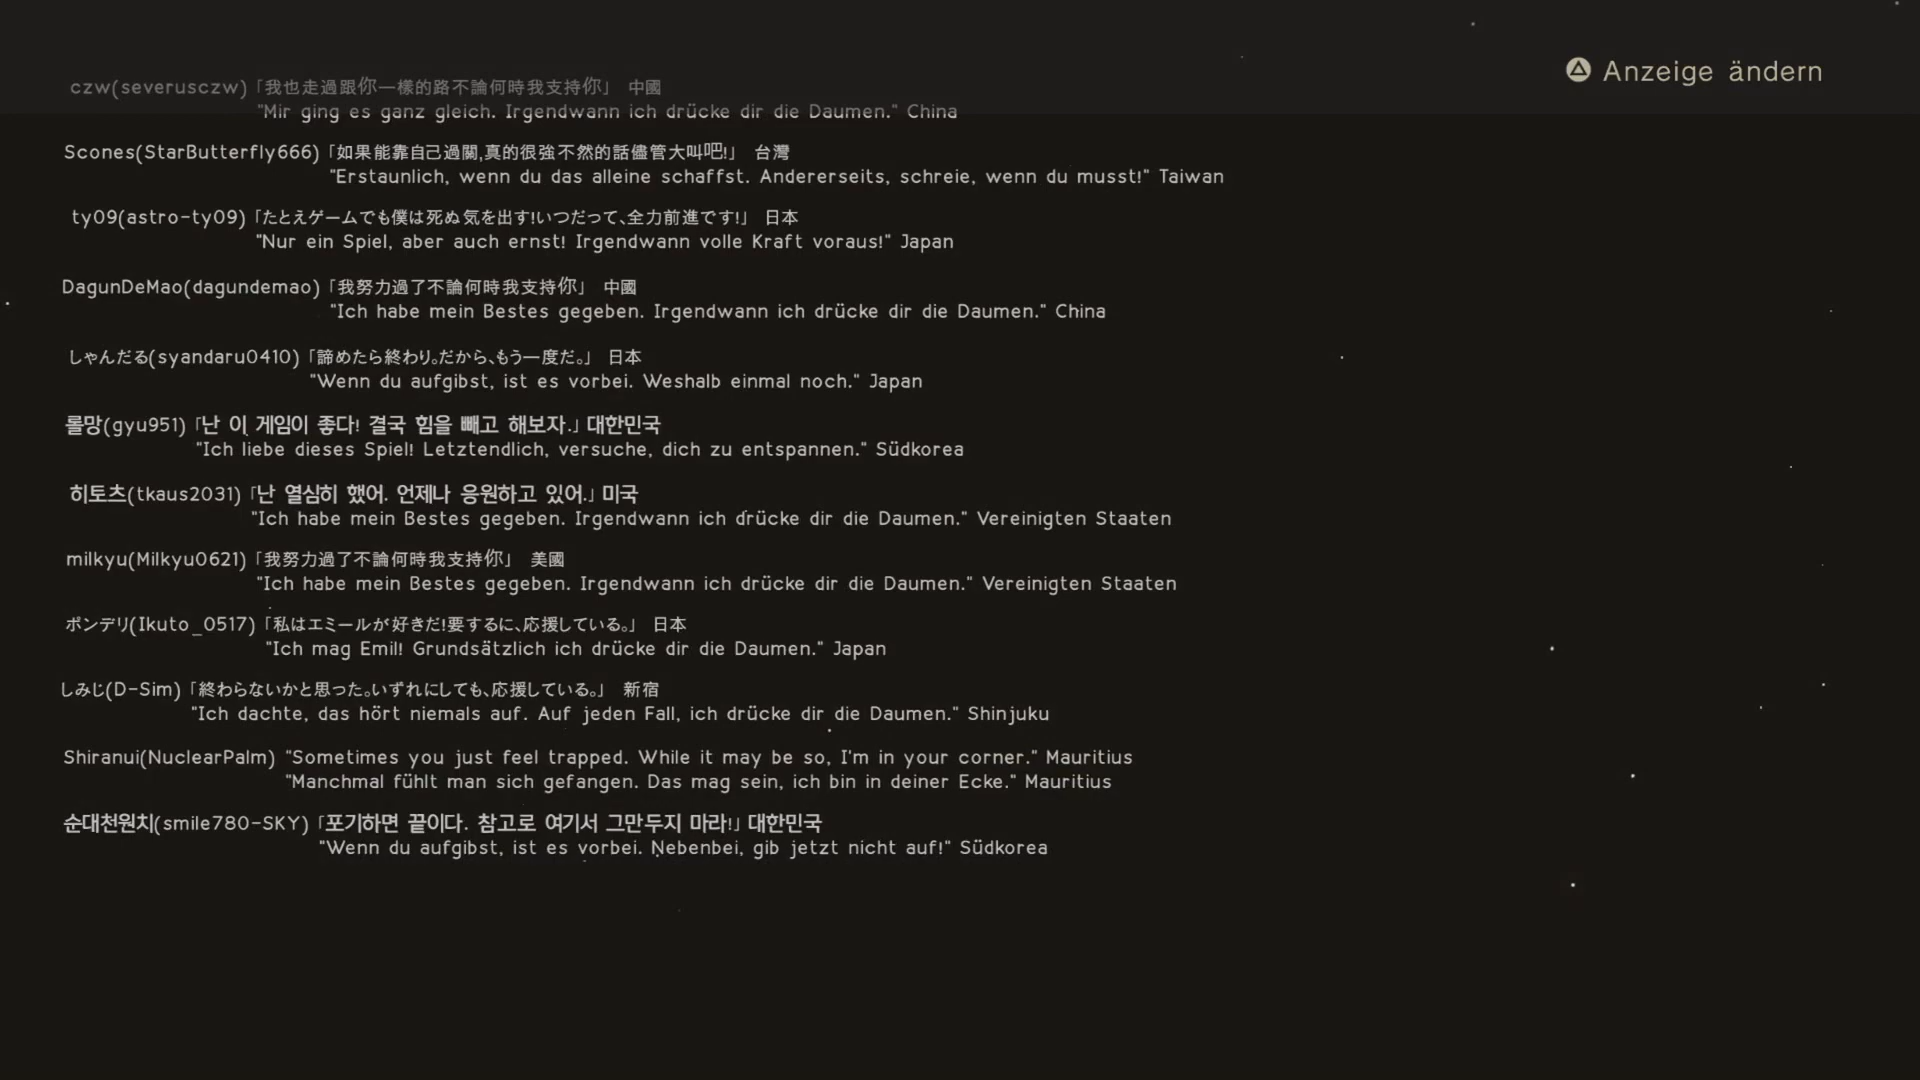 Anzeige ändern
czw(severusczw)「我也走過跟你一樣的路不論何時我支持你」 中國
"Mir ging es ganz gleich. Irgendwann ich drücke dir die Daumen." China
Scones(StarButterfly666)「如果能靠自己過關,真的很強不然的話儘管大叫吧!」 台灣
"Erstaunlich, wenn du das alleine schaffst. Andererseits, schreie, wenn du musst!" Taiwan
ty09(astro-ty09)「たとえゲームでも僕は死ぬ気を出す!いつだって、全力前進です!」 日本
"Nur ein Spiel, aber auch ernst! Irgendwann volle Kraft voraus!" Japan
DagunDeMao(dagundemao)「我努力過了不論何時我支持你」 中國
"Ich habe mein Bestes gegeben. Irgendwann ich drücke dir die Daumen." China
しゃんだる(syandaru0410)「諦めたら終わり。だから、もう一度だ。」 日本
"Wenn du aufgibst, ist es vorbei. Weshalb einmal noch." Japan
롤망(gyu951)「난 이 게임이 좋다! 결국 힘을 빼고 해보자.」 대한민국
"Ich liebe dieses Spiel! Letztendlich, versuche, dich zu entspannen." Südkorea
히토츠(tkaus2031)「난 열심히 했어. 언제나 응원하고 있어.」 미국
"Ich habe mein Bestes gegeben. Irgendwann ich drücke dir die Daumen." Vereinigten Staaten
milkyu(Milkyu0621)「我努力過了不論何時我支持你」 美國
"Ich habe mein Bestes gegeben. Irgendwann ich drücke dir die Daumen." Vereinigten Staaten
ポンデリ(Ikuto_0517)「私はエミールが好きだ!要するに、応援している。」 日本
"Ich mag Emil! Grundsätzlich ich drücke dir die Daumen." Japan
しみじ(D-Sim)「終わらないかと思った。いずれにしても、応援している。」 新宿
"Ich dachte, das hört niemals auf. Auf jeden Fall, ich drücke dir die Daumen." Shinjuku
Shiranui(NuclearPalm) "Sometimes you just feel trapped. While it may be so, I'm in your corner." Mauritius
"Manchmal fühlt man sich gefangen. Das mag sein, ich bin in deiner Ecke." Mauritius
순대천원치(smile780-SKY)「포기하면 끝이다. 참고로 여기서 그만두지 마라!」 대한민국
"Wenn du aufgibst, ist es vorbei. Nebenbei, gib jetzt nicht auf!" Südkorea